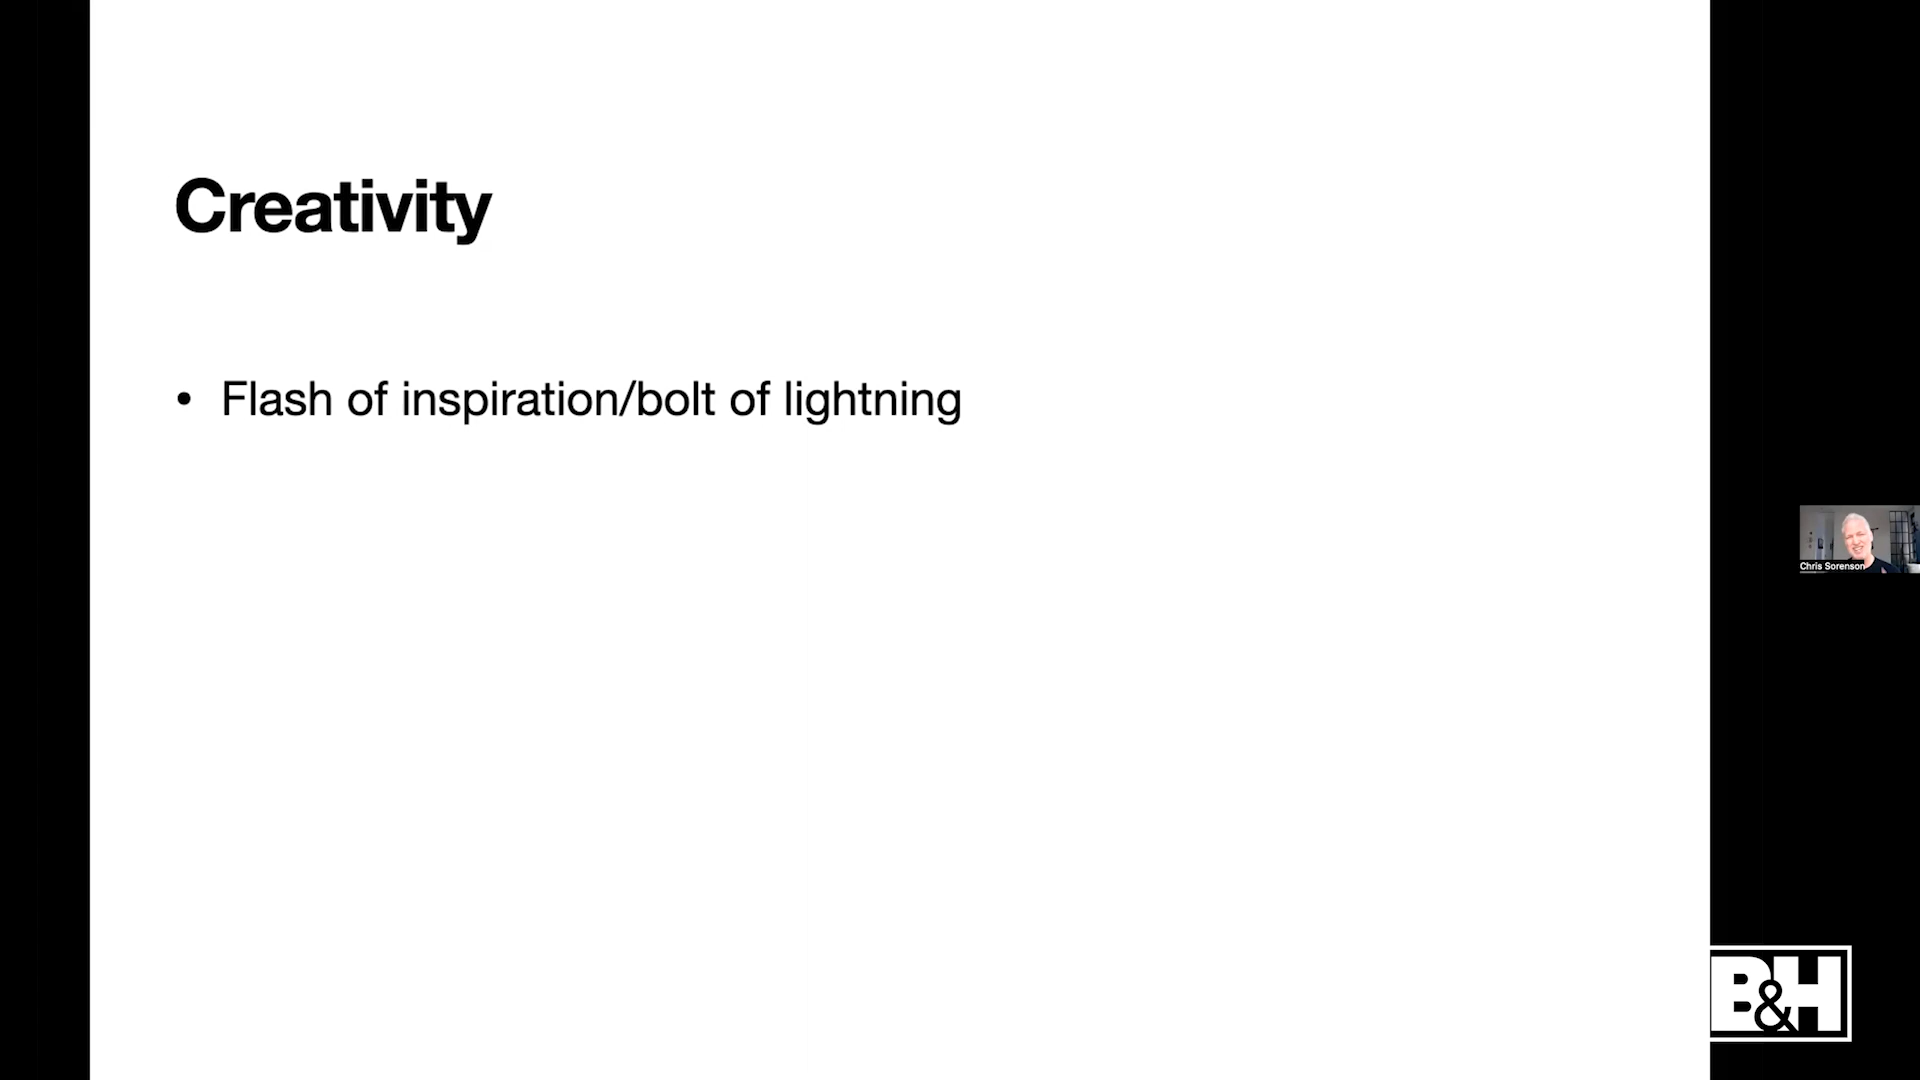 Creativity
• Flash of inspiration/bolt of lightning
Chris Sorenson
B&H